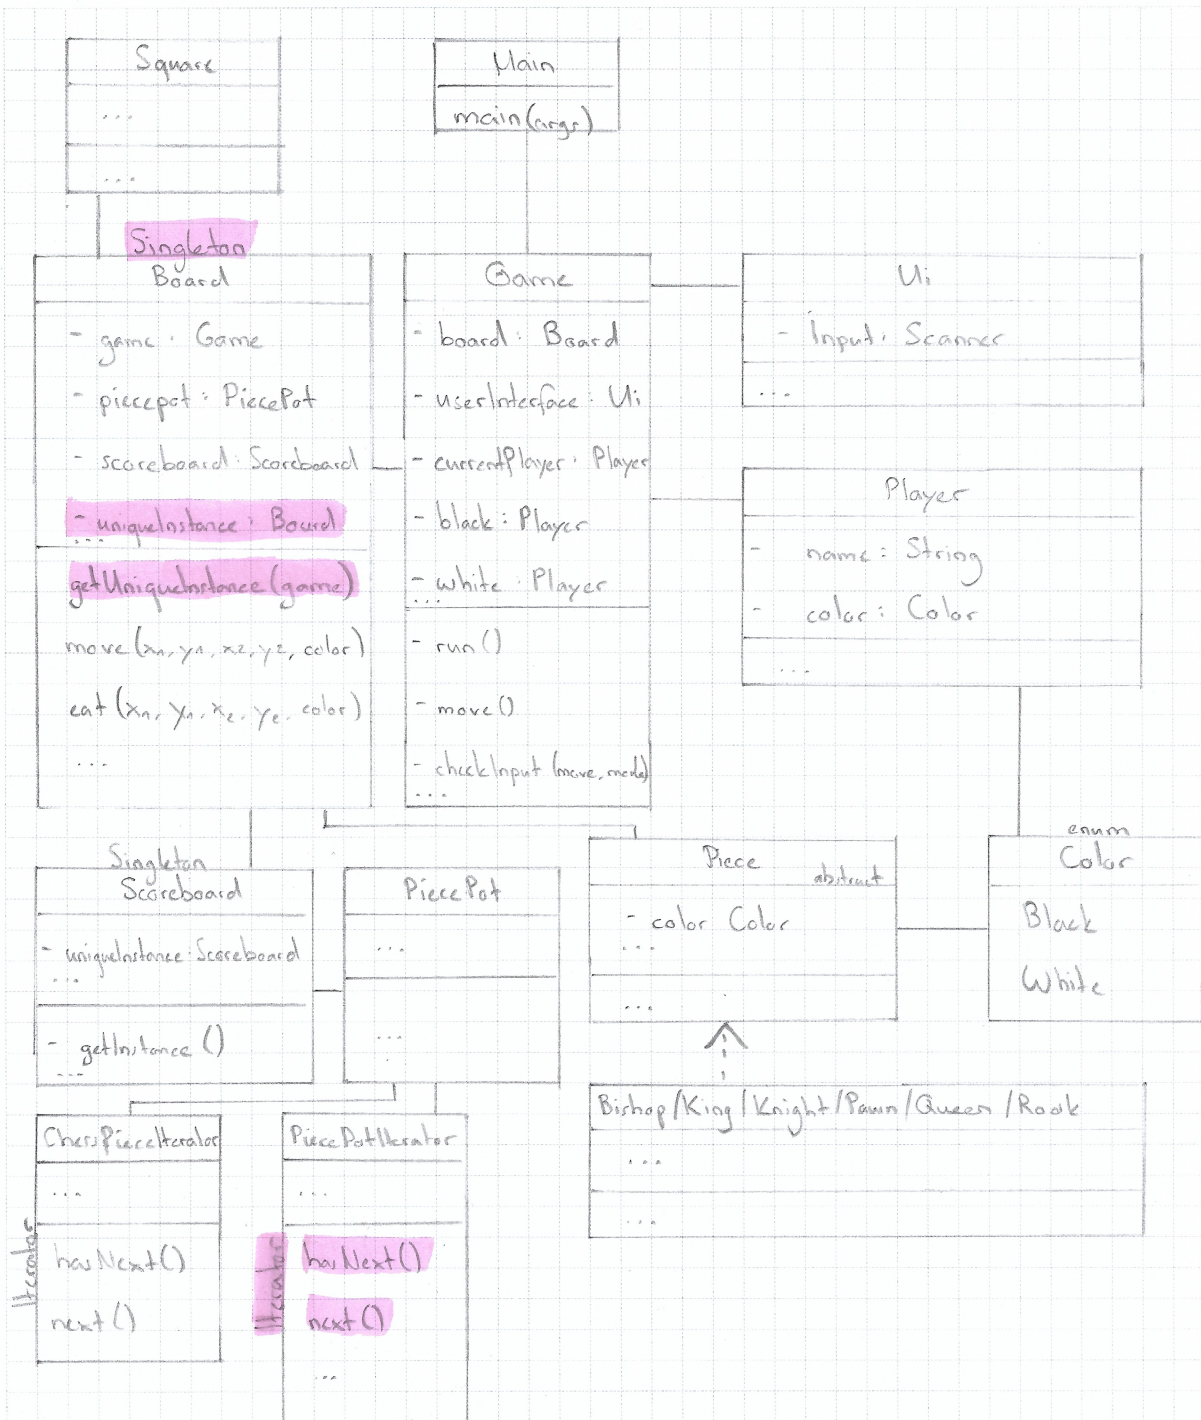 Square
...
...
Main
main(args)
Singleton
Board
- game : Game
- piecepot : PiecePot
- scoreboard : Scoreboard
- uniqueInstance : Board
...
getUniqueInstance(game)
move(x1, y1, x2, y2, color)
eat(x1, y1, x2, y2, color)
...
Game
- board : Board
- userInterface : Ui
- currentPlayer : Player
- black : Player
- white : Player
...
- run()
- move()
- checkInput(move, mode)
...
Ui
- Input : Scanner
...
Player
- name : String
- color : Color
...
Singleton
Scoreboard
- uniqueInstance : Scoreboard
...
- getInstance()
...
PiecePot
...
...
Piece
abstract
- color Color
...
...
enum
Color
Black
White
Bishop/King/Knight/Pawn/Queen/Rook
...
...
Iterator
ChessPieceIterator
...
hasNext()
next()
Iterator
PiecePotIterator
...
hasNext()
next()
...